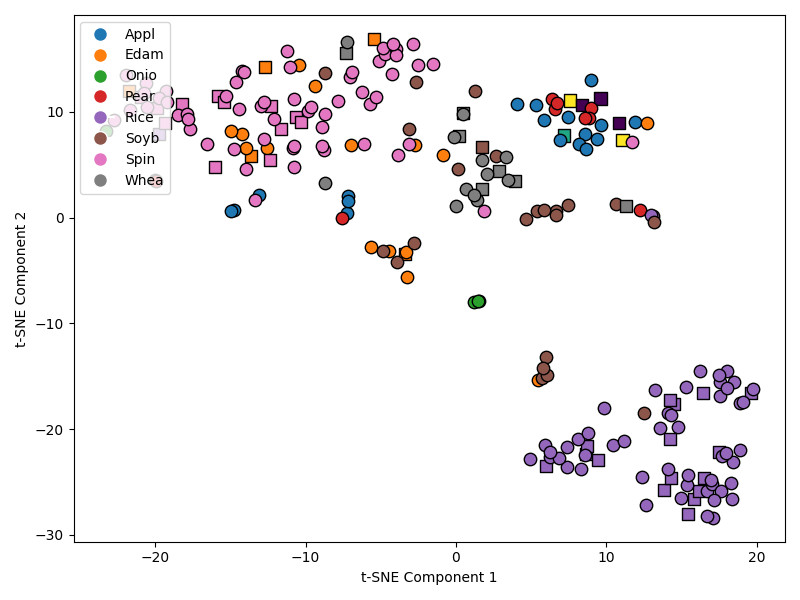 Appl
Edam
Onio
Pear
Rice
Soyb
Spin
Whea
10
0
−10
−20
−30
t-SNE Component 2
−20
−10
0
10
20
t-SNE Component 1